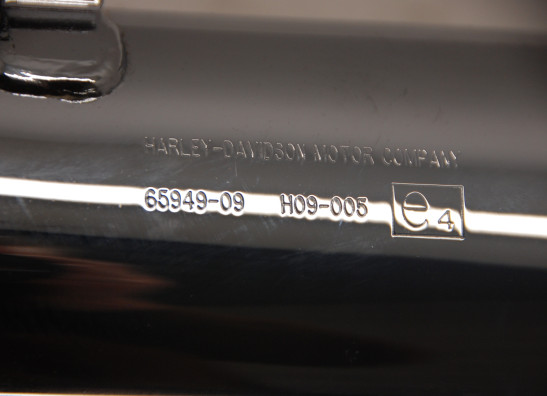 HARLEY-DAVIDSON MOTOR COMPANY
65949-09 H09-005 e4